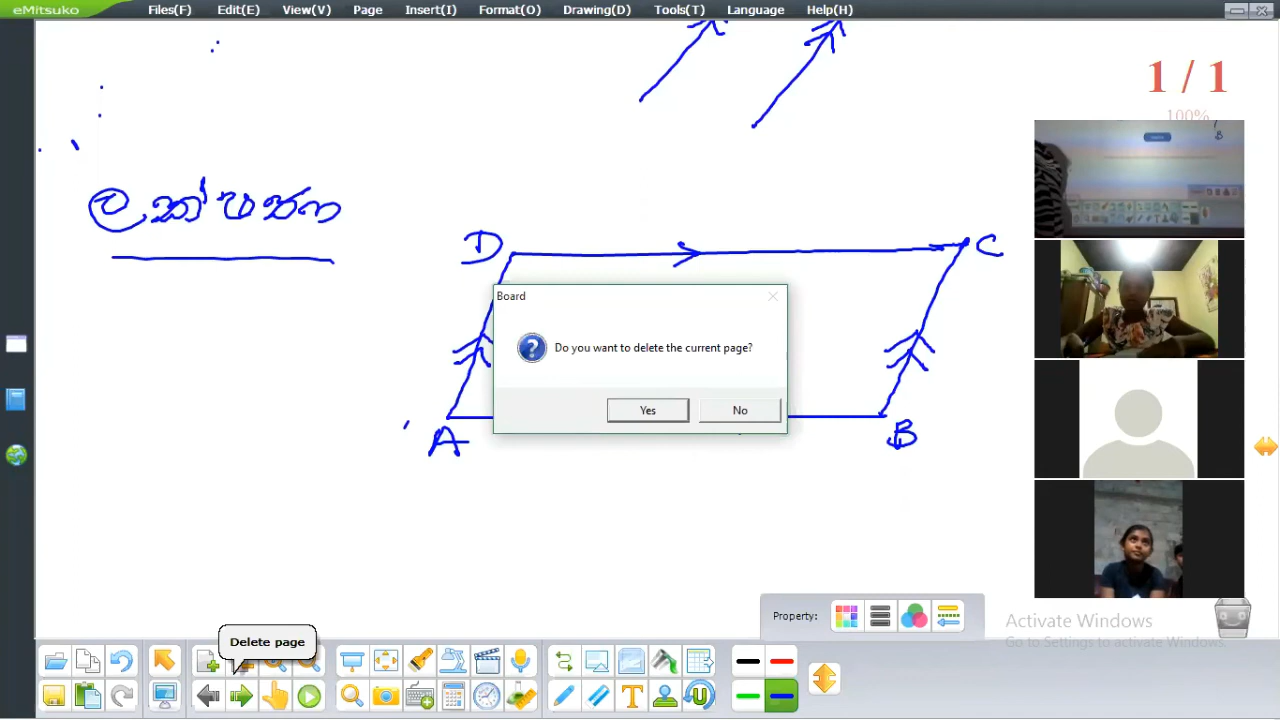 eMitsuko Files(F) Edit(E) View(V) Page Insert(I) Format(O) Drawing(D) Tools(T) Language Help(H)
1 / 1
100%
D
C
Board
Do you want to delete the current page?
Yes No
A
B
Property:
Activate Windows
Go to Settings to activate Windows.
Delete page